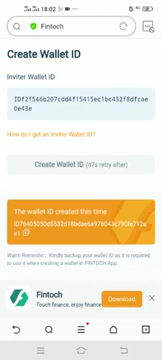 18:02
Fintoch
Create Wallet ID
Inviter Wallet ID
IDf2f546b207cdd4f15415ec1bc432f8dfcae
0e43e
How do I get an Inviter Wallet ID?
Create Wallet ID (47s retry after)
The wallet ID created this time
ID76405050d5532d18bdae6a976043c790fe712a
e1
Warm Reminder: Kindly backup your wallet ID as it is required
to use it when creating a wallet in FINTOCH App.
Fintoch
Touch finance, enjoy finance
Download